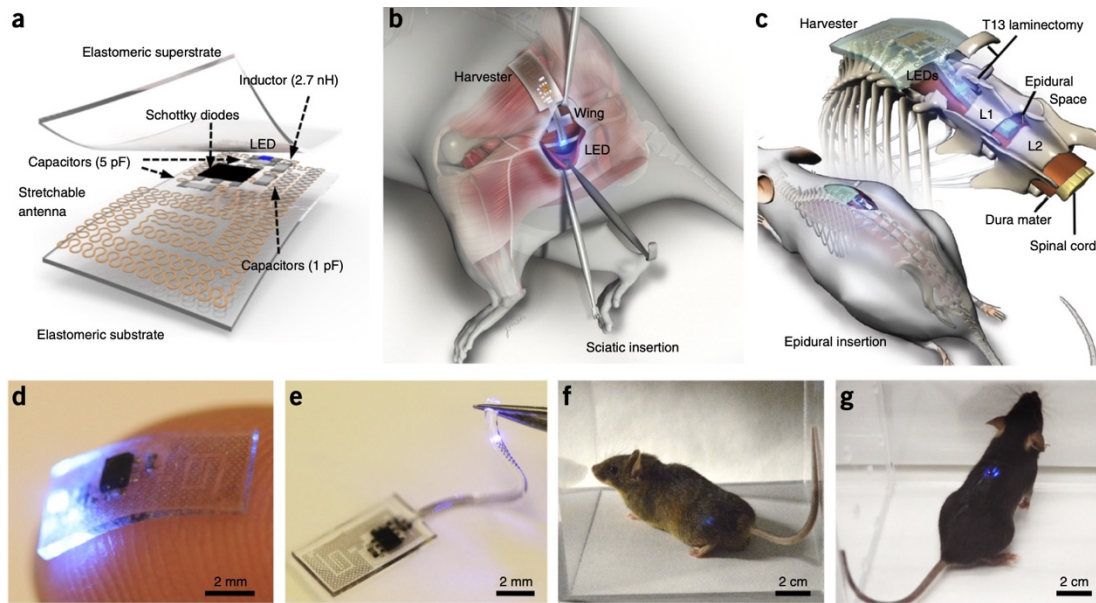 a
Elastomeric superstrate
Inductor (2.7 nH)
Schottky diodes
LED
Capacitors (5 pF)
Stretchable
antenna
Capacitors (1 pF)
Elastomeric substrate
b
Harvester
Wing
LED
Sciatic insertion
c
Harvester
T13 laminectomy
LEDs
Epidural
Space
L1
L2
Dura mater
Spinal cord
Epidural insertion
d
2 mm
e
2 mm
f
2 cm
g
2 cm